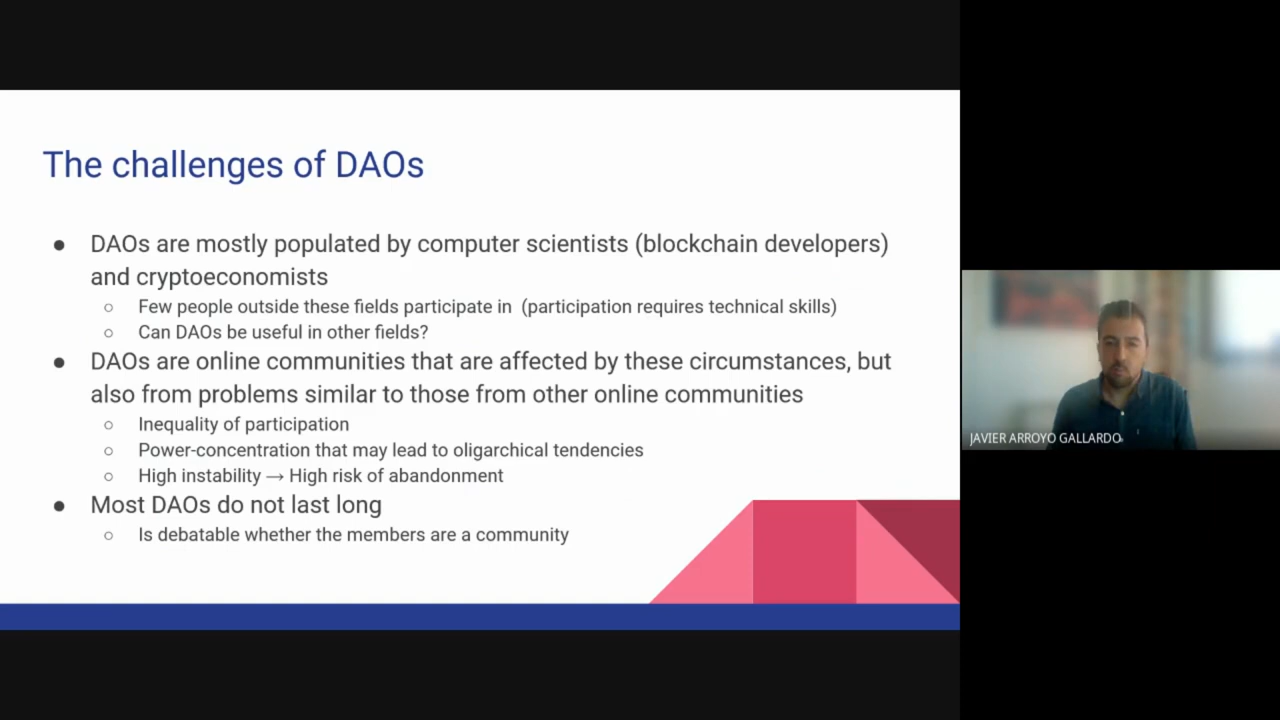 The challenges of DAOs
● DAOs are mostly populated by computer scientists (blockchain developers)
and cryptoeconomists
○ Few people outside these fields participate in (participation requires technical skills)
○ Can DAOs be useful in other fields?
● DAOs are online communities that are affected by these circumstances, but
also from problems similar to those from other online communities
○ Inequality of participation
○ Power-concentration that may lead to oligarchical tendencies
○ High instability → High risk of abandonment
● Most DAOs do not last long
○ Is debatable whether the members are a community
JAVIER ARROYO GALLARDO